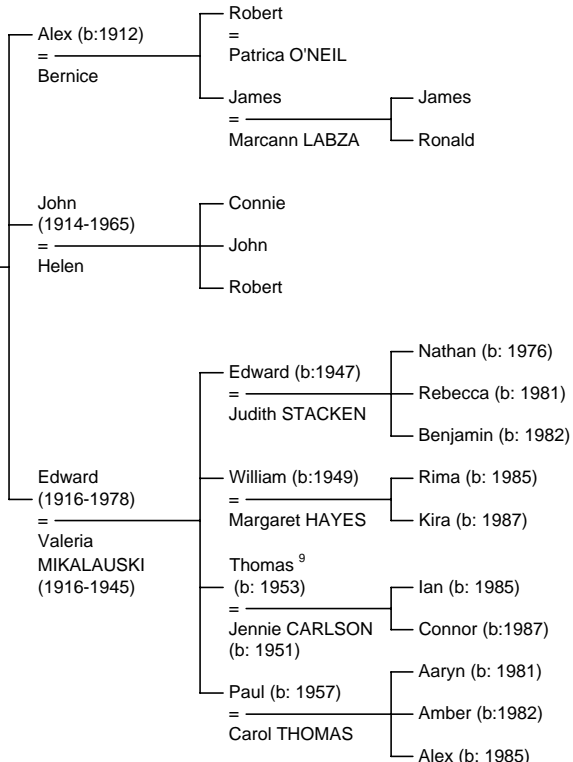 Alex (b:1912)
=
Bernice
Robert
=
Patrica O'NEIL
James
=
Marcann LABZA
James
Ronald
John
(1914-1965)
=
Helen
Connie
John
Robert
Edward
(1916-1978)
=
Valeria
MIKALAUSKI
(1916-1945)
Edward (b:1947)
=
Judith STACKEN
Nathan (b: 1976)
Rebecca (b: 1981)
Benjamin (b: 1982)
William (b:1949)
=
Margaret HAYES
Rima (b: 1985)
Kira (b: 1987)
Thomas 9
(b: 1953)
=
Jennie CARLSON
(b: 1951)
Ian (b: 1985)
Connor (b:1987)
Paul (b: 1957)
=
Carol THOMAS
Aaryn (b: 1981)
Amber (b:1982)
Alex (b: 1985)